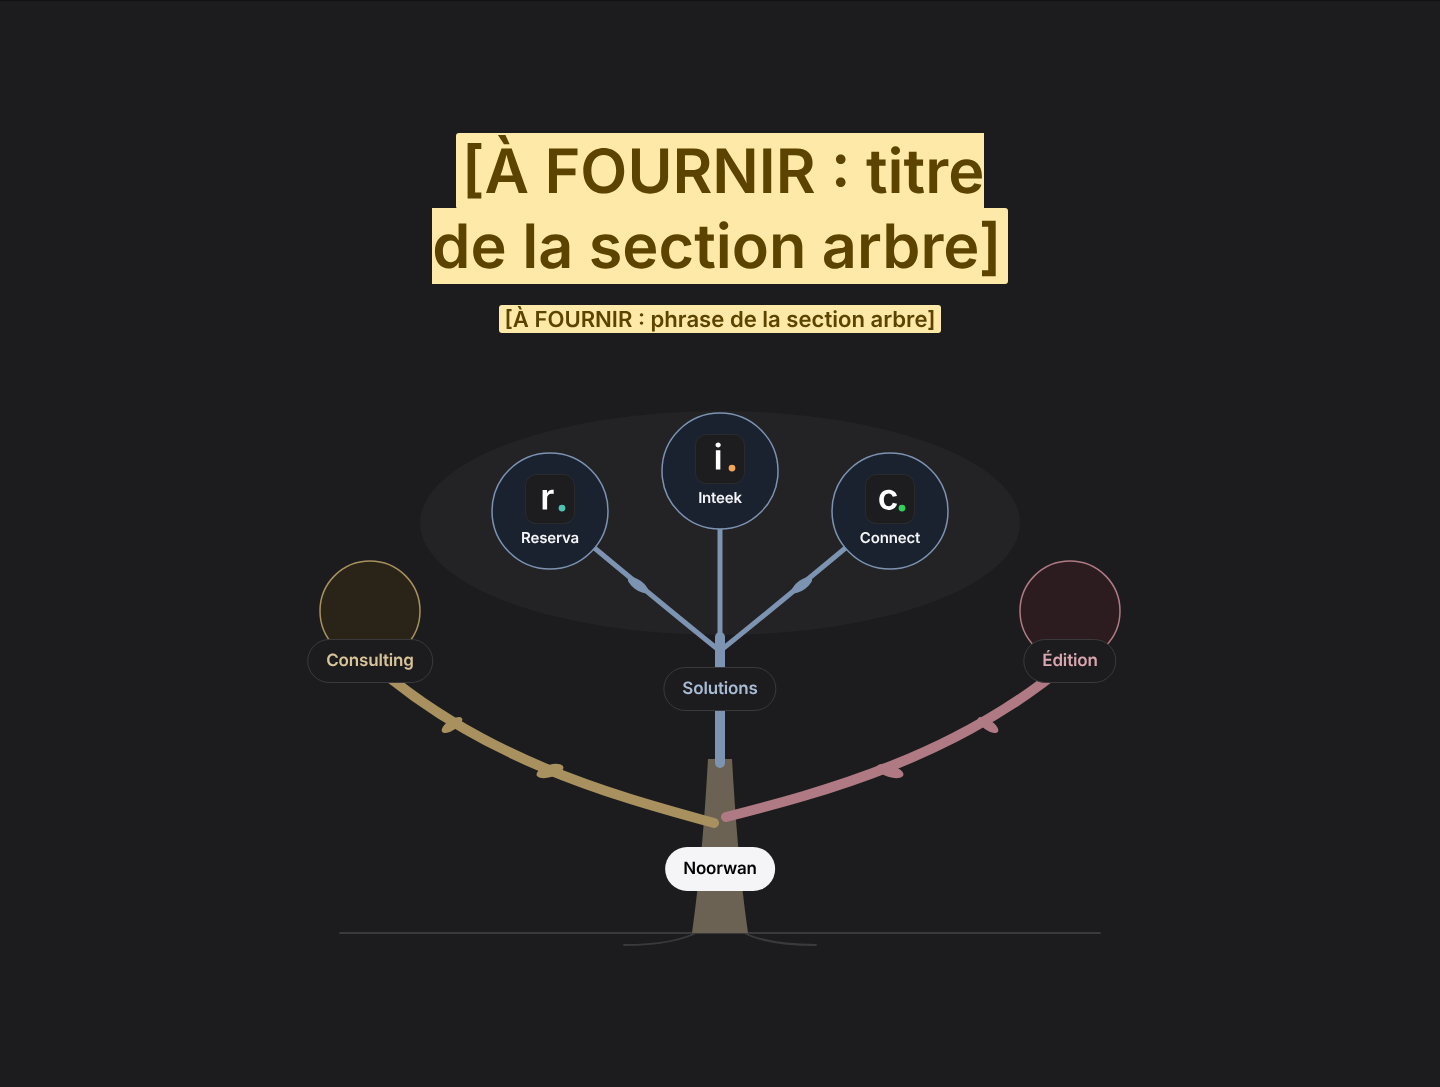 [À FOURNIR : titre
de la section arbre]
[À FOURNIR : phrase de la section arbre]
i.
Inteek
r.
Reserva
c.
Connect
Consulting
Édition
Solutions
Noorwan